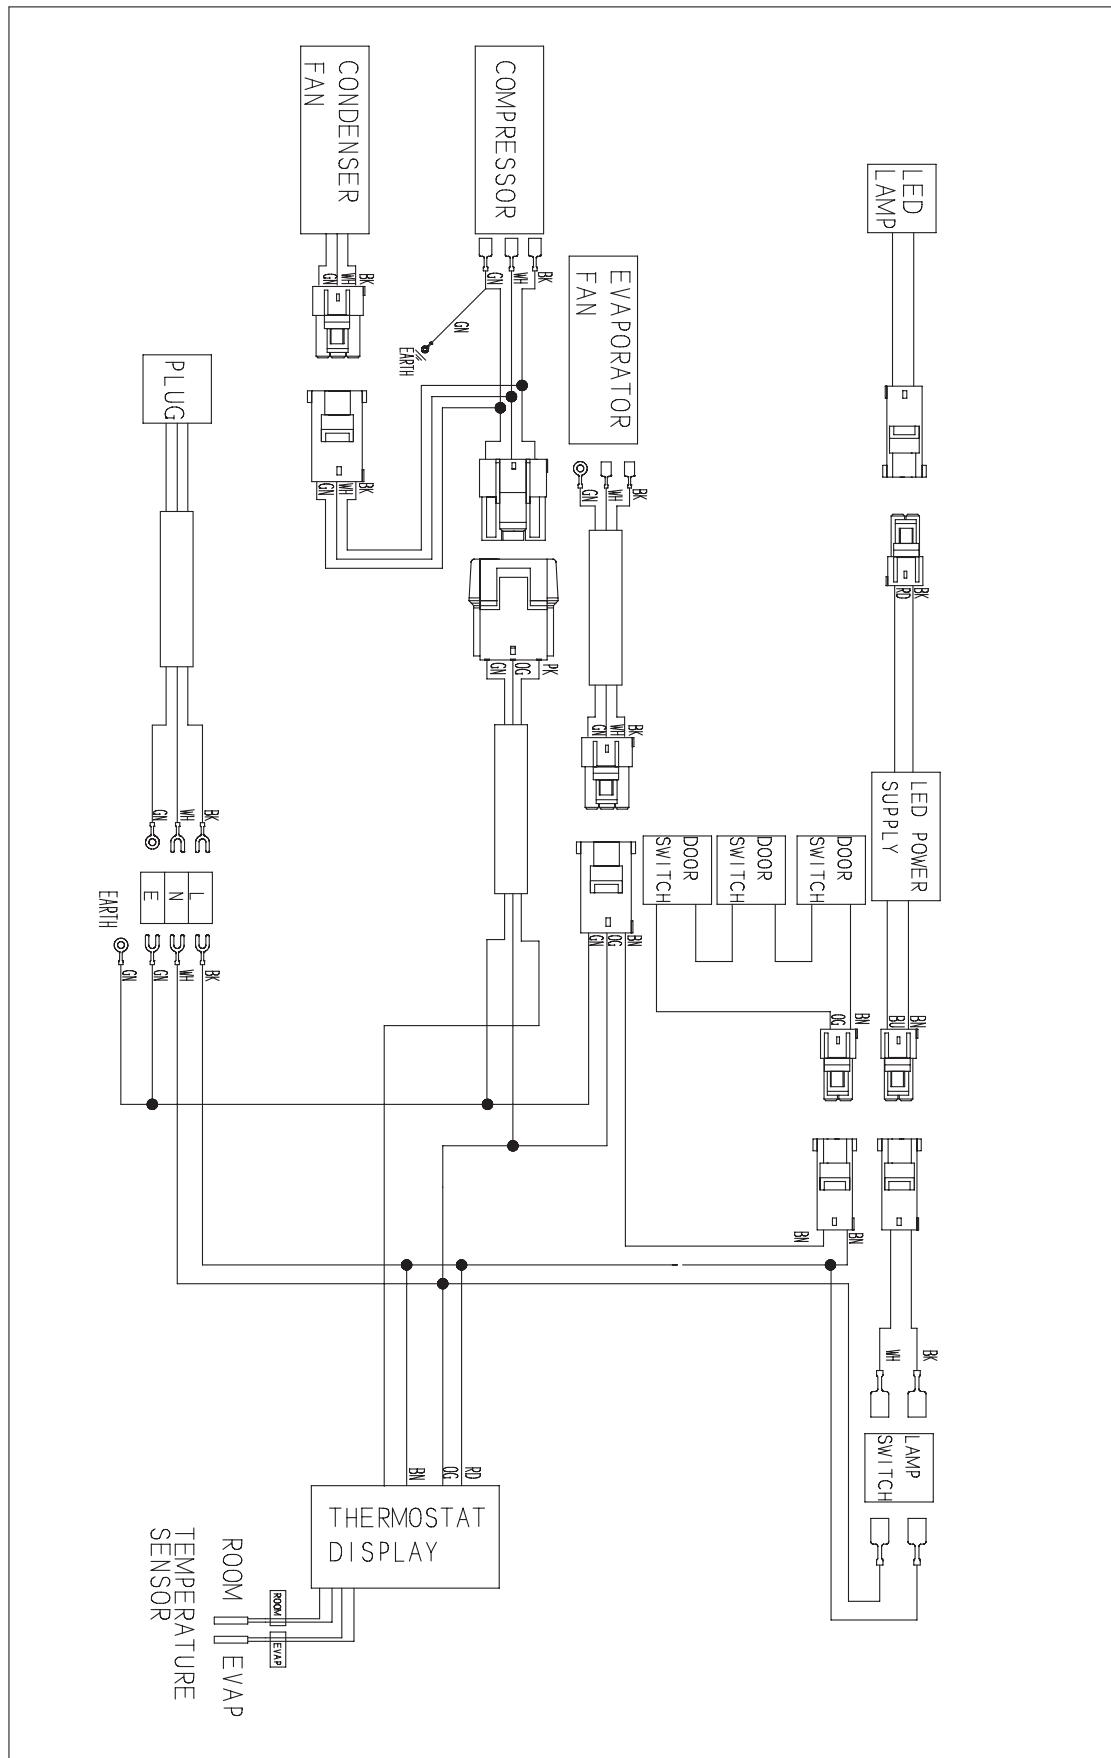 CONDENSER
FAN
COMPRESSOR
LED
LAMP
BK
WH
GN
BK
WH
GN
GN
EARTH
EVAPORATOR
FAN
PLUG
BK
WH
GN
BK
WH
GN
BK
RD
PK
OG
GN
BK
WH
GN
LED POWER
SUPPLY
BK
WH
GN
DOOR
SWITCH
DOOR
SWITCH
DOOR
SWITCH
L
N
E
EARTH
BN
OG
GN
BK
WH
GN
GN
BN
OG
BN
BU
BN
BN
BK
WH
LAMP
SWITCH
RD
OG
BN
THERMOSTAT
DISPLAY
ROOM
EVAP
ROOM
EVAP
TEMPERATURE
SENSOR